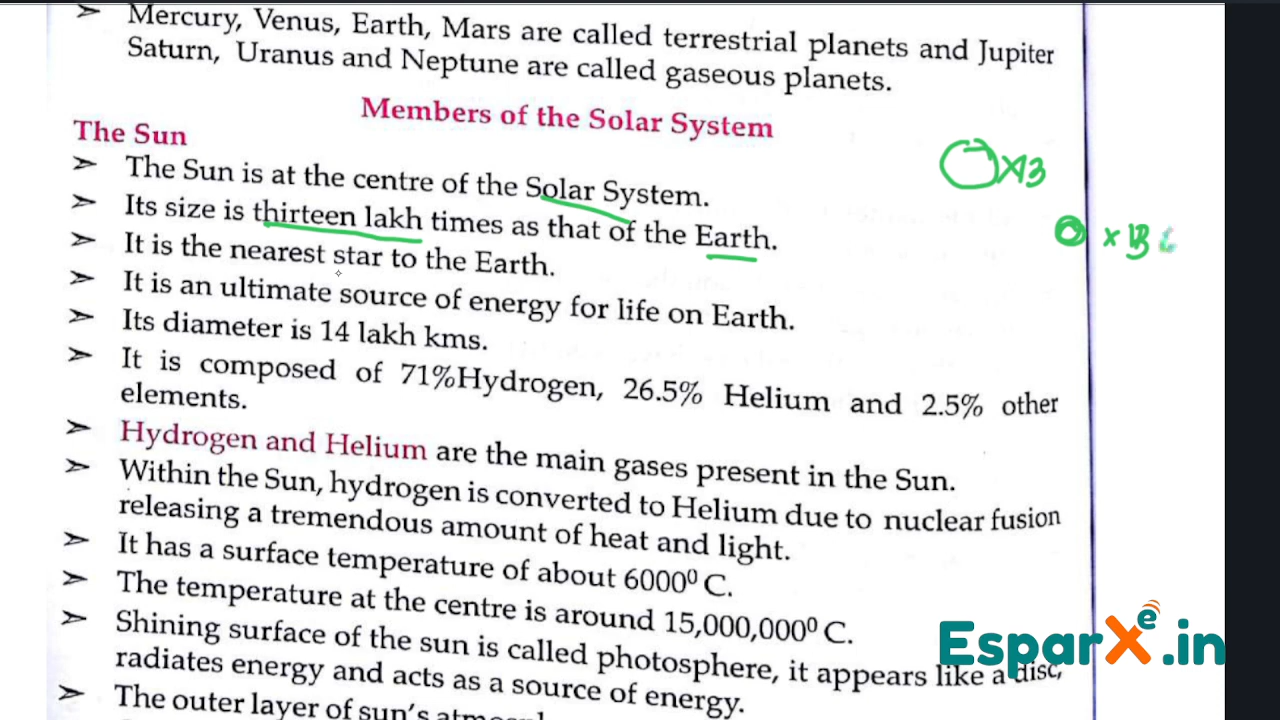 ➢ Mercury, Venus, Earth, Mars are called terrestrial planets and Jupiter
Saturn, Uranus and Neptune are called gaseous planets.
Members of the Solar System
The Sun
➢ The Sun is at the centre of the Solar System.
➢ Its size is thirteen lakh times as that of the Earth.
➢ It is the nearest star to the Earth.
➢ It is an ultimate source of energy for life on Earth.
➢ Its diameter is 14 lakh kms.
➢ It is composed of 71%Hydrogen, 26.5% Helium and 2.5% other
elements.
➢ Hydrogen and Helium are the main gases present in the Sun.
➢ Within the Sun, hydrogen is converted to Helium due to nuclear fusion
releasing a tremendous amount of heat and light.
➢ It has a surface temperature of about 6000⁰ C.
➢ The temperature at the centre is around 15,000,000⁰ C.
➢ Shining surface of the sun is called photosphere, it appears like a disc,
radiates energy and acts as a source of energy.
➢ The outer layer of sun's
×13
× 13
EsparXe.in